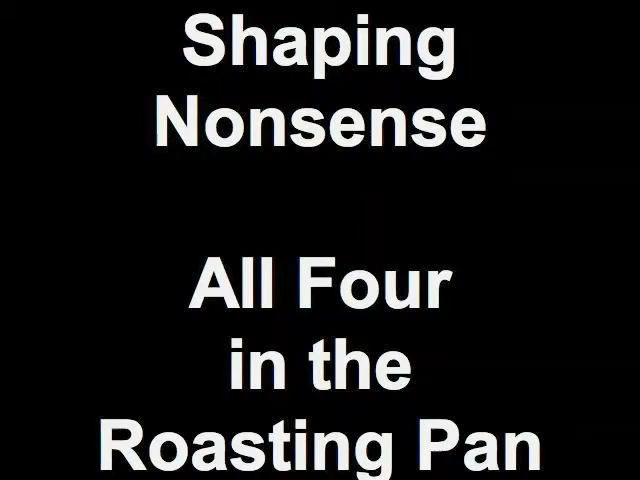 Shaping
Nonsense
All Four
in the
Roasting Pan